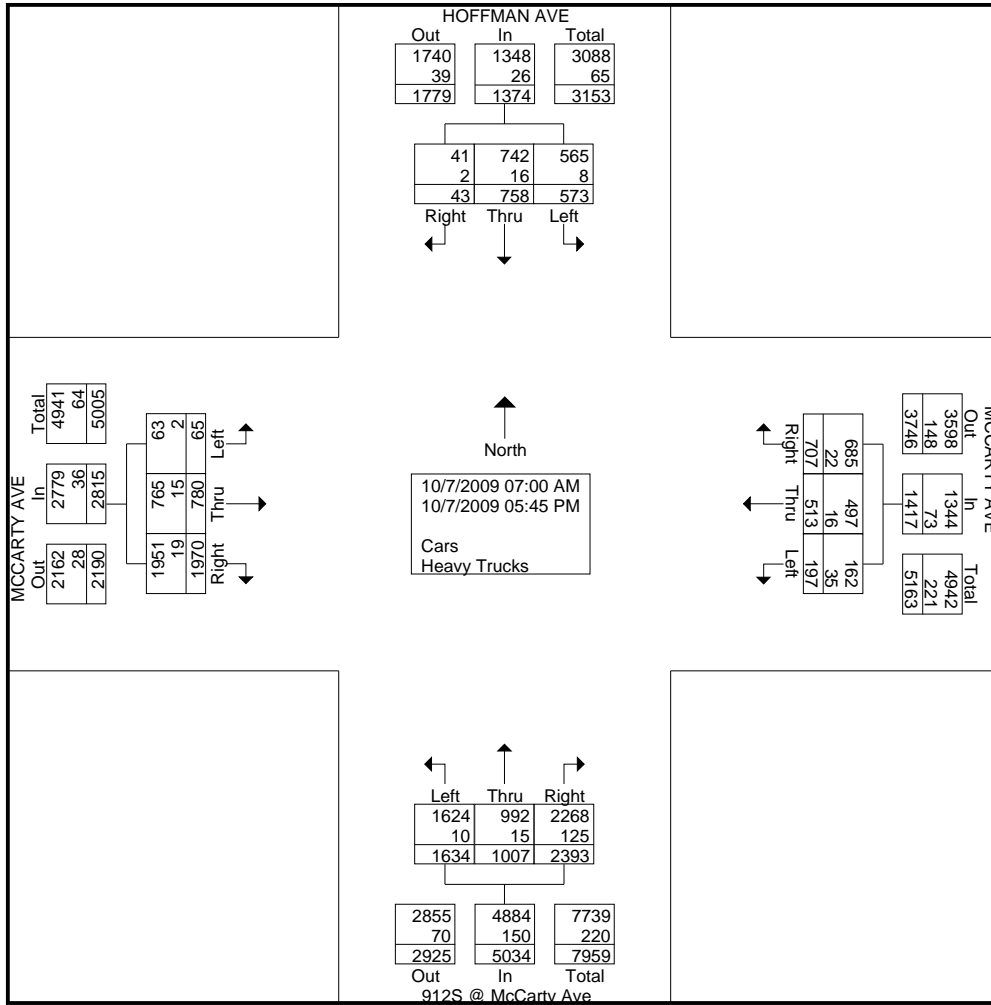 HOFFMAN AVE
Out In Total
1740 1348 3088
39 26 65
1779 1374 3153
41 742 565
2 16 8
43 758 573
Right Thru Left
MCCARTY AVE
Total In Out
4941 2779 2162
64 36 28
5005 2815 2190
63 765 1951
2 15 19
65 780 1970
Left Thru Right
North
10/7/2009 07:00 AM
10/7/2009 05:45 PM
Cars
Heavy Trucks
MCCARTY AVE
Out In Total
3598 1344 4942
148 73 221
3746 1417 5163
685 497 162
22 16 35
707 513 197
Right Thru Left
Left Thru Right
1624 992 2268
10 15 125
1634 1007 2393
2855 4884 7739
70 150 220
2925 5034 7959
Out In Total
912S @ McCarty Ave